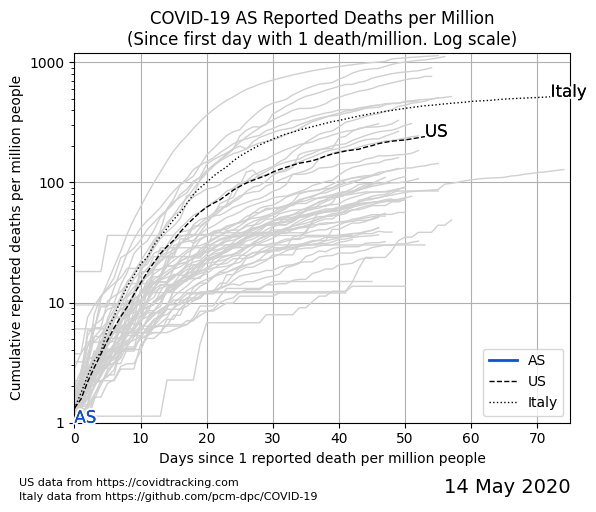 COVID-19 AS Reported Deaths per Million
(Since first day with 1 death/million. Log scale)
Cumulative reported deaths per million people
1000
100
10
1
Italy
US
AS
AS
US
Italy
0
10
20
30
40
50
60
70
Days since 1 reported death per million people
US data from https://covidtracking.com
Italy data from https://github.com/pcm-dpc/COVID-19
14 May 2020